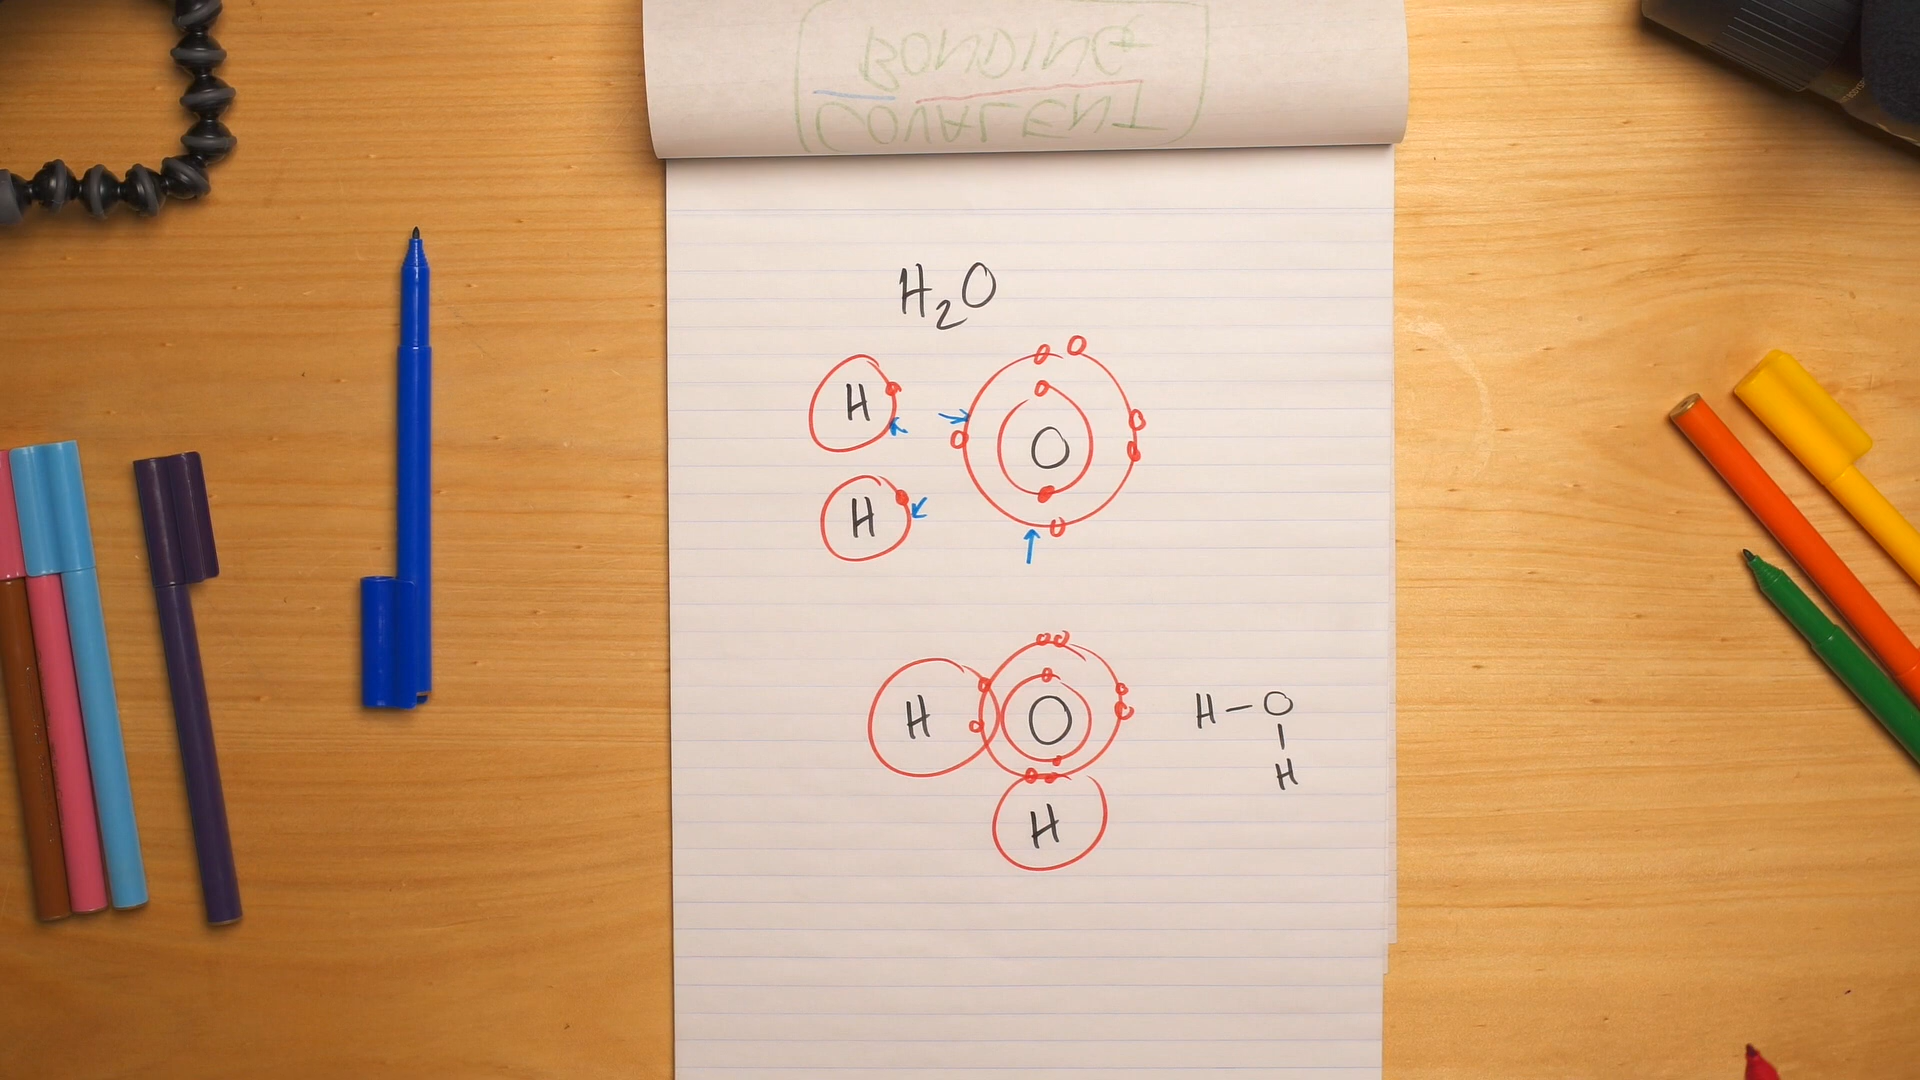 BONDING
COVALENT
H₂O
H
O
H
H O
H
H – O
|
H